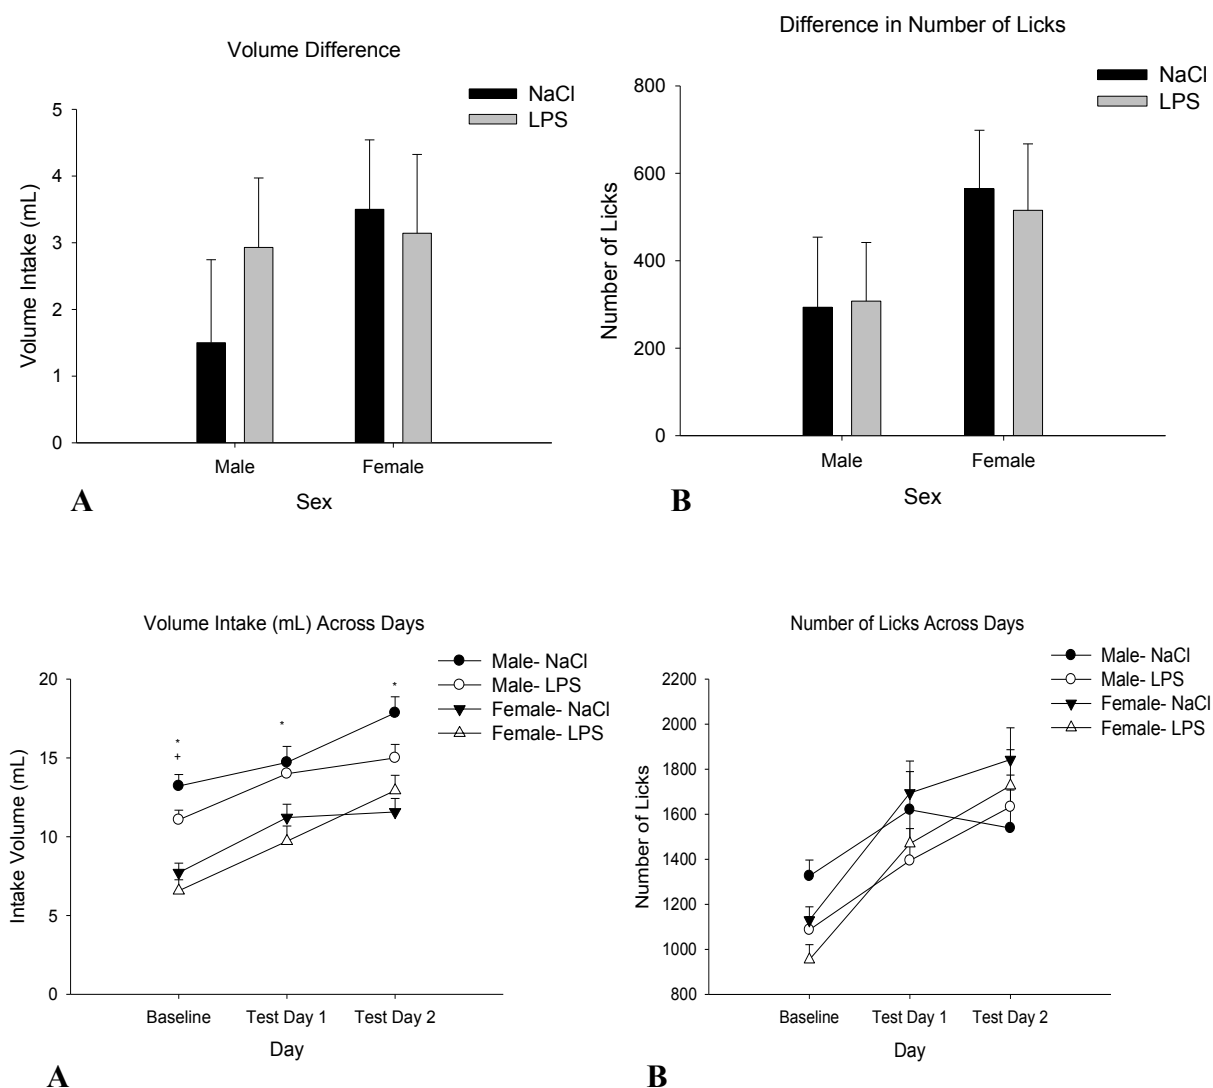 Volume Difference
NaCl
LPS
5
4
3
2
1
0
Volume Intake (mL)
Male
Female
Sex
A
Difference in Number of Licks
NaCl
LPS
800
600
400
200
0
Number of Licks
Male
Female
Sex
B
Volume Intake (mL) Across Days
Male- NaCl
Male- LPS
Female- NaCl
Female- LPS
20
15
10
5
0
Intake Volume (mL)
*
+
*
*
Baseline
Test Day 1
Test Day 2
Day
A
Number of Licks Across Days
Male- NaCl
Male- LPS
Female- NaCl
Female- LPS
2200
2000
1800
1600
1400
1200
1000
800
Number of Licks
Baseline
Test Day 1
Test Day 2
Day
B